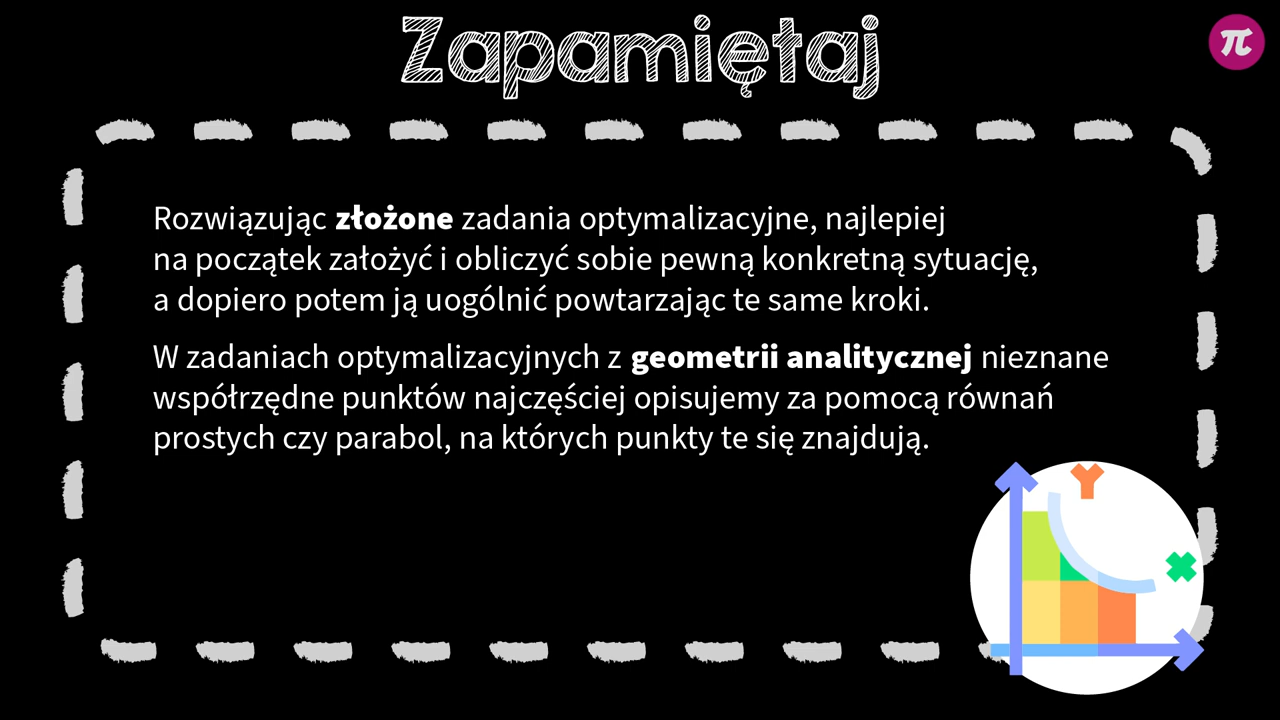 Zapamiętaj
π
Rozwiązując złożone zadania optymalizacyjne, najlepiej
na początek założyć i obliczyć sobie pewną konkretną sytuację,
a dopiero potem ją uogólnić powtarzając te same kroki.
W zadaniach optymalizacyjnych z geometrii analitycznej nieznane
współrzędne punktów najczęściej opisujemy za pomocą równań
prostych czy parabol, na których punkty te się znajdują.
Y
X